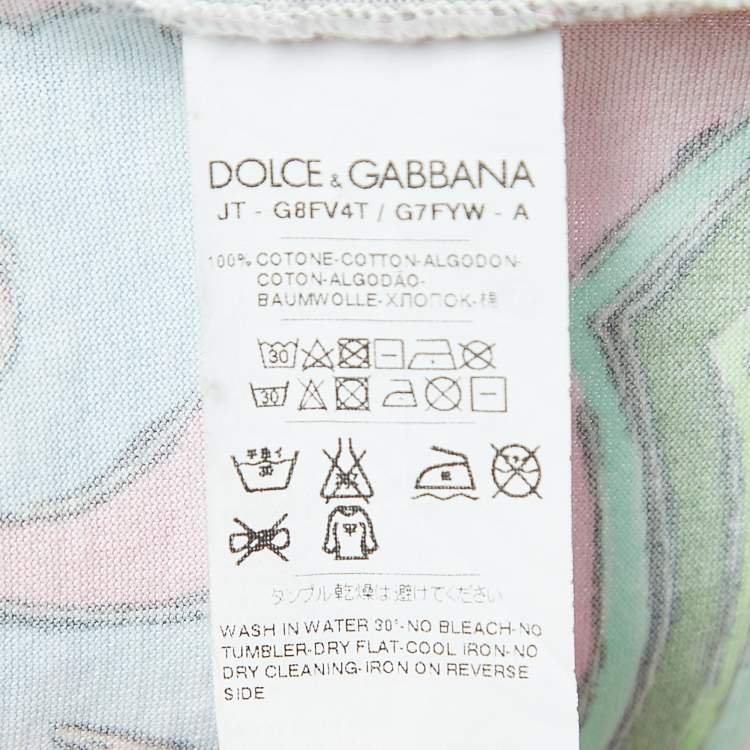 DOLCE & GABBANA
JT - G8FV4T / G7FYW - A
100% COTONE-COTTON-ALGODON-
COTON-ALGODÃO-
BAUMWOLLE-ХЛОПОК-棉
30
30
30
タンブル乾燥は避けてください
WASH IN WATER 30°-NO BLEACH-NO
TUMBLER-DRY FLAT-COOL IRON-NO
DRY CLEANING-IRON ON REVERSE
SIDE